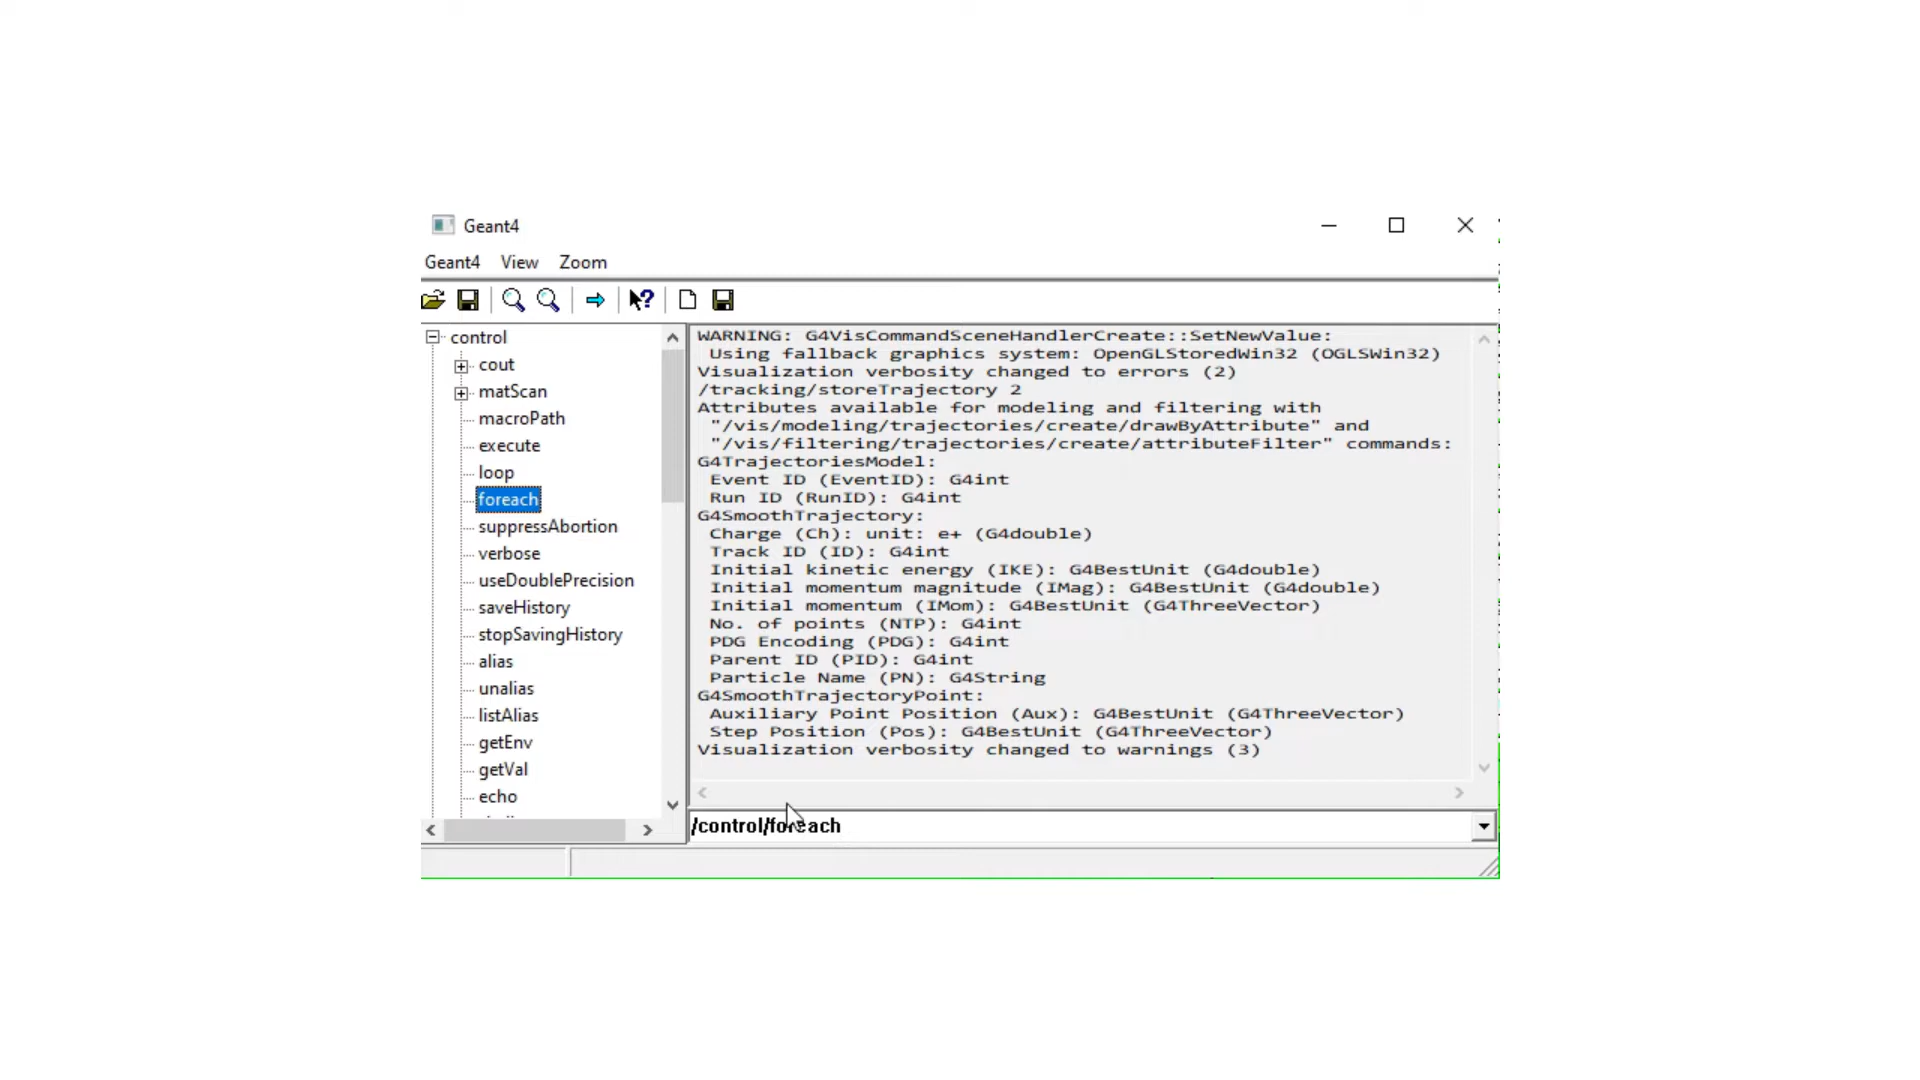 Geant4
Geant4 View Zoom
control
cout
matScan
macroPath
execute
loop
foreach
suppressAbortion
verbose
useDoublePrecision
saveHistory
stopSavingHistory
alias
unalias
listAlias
getEnv
getVal
echo
WARNING: G4VisCommandSceneHandlerCreate::SetNewValue:
Using fallback graphics system: OpenGLStoredWin32 (OGLSWin32)
Visualization verbosity changed to errors (2)
/tracking/storeTrajectory 2
Attributes available for modeling and filtering with
"/vis/modeling/trajectories/create/drawByAttribute" and
"/vis/filtering/trajectories/create/attributeFilter" commands:
G4TrajectoriesModel:
Event ID (EventID): G4int
Run ID (RunID): G4int
G4SmoothTrajectory:
Charge (Ch): unit: e+ (G4double)
Track ID (ID): G4int
Initial kinetic energy (IKE): G4BestUnit (G4double)
Initial momentum magnitude (IMag): G4BestUnit (G4double)
Initial momentum (IMom): G4BestUnit (G4ThreeVector)
No. of points (NTP): G4int
PDG Encoding (PDG): G4int
Parent ID (PID): G4int
Particle Name (PN): G4String
G4SmoothTrajectoryPoint:
Auxiliary Point Position (Aux): G4BestUnit (G4ThreeVector)
Step Position (Pos): G4BestUnit (G4ThreeVector)
Visualization verbosity changed to warnings (3)
/control/foreach